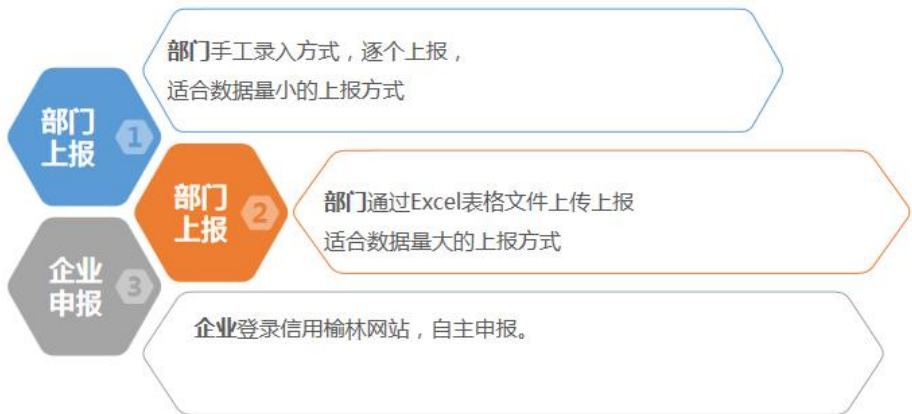 部门
上报
1
部门手工录入方式，逐个上报，
适合数据量小的上报方式
部门
上报
2
部门通过Excel表格文件上传上报
适合数据量大的上报方式
企业
申报
3
企业登录信用榆林网站，自主申报。